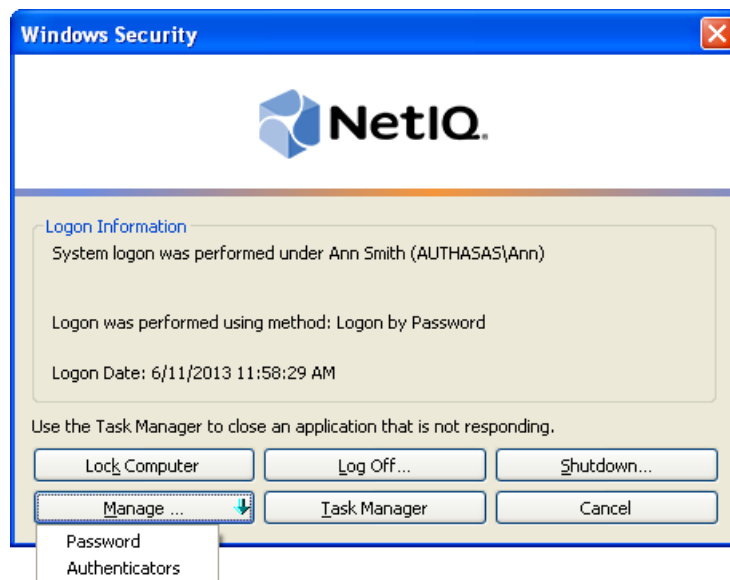 Windows Security
NetIQ.
Logon Information
System logon was performed under Ann Smith (AUTHASAS\Ann)
Logon was performed using method: Logon by Password
Logon Date: 6/11/2013 11:58:29 AM
Use the Task Manager to close an application that is not responding.
Lock Computer
Log Off...
Shutdown...
Manage ...
Task Manager
Cancel
Password
Authenticators